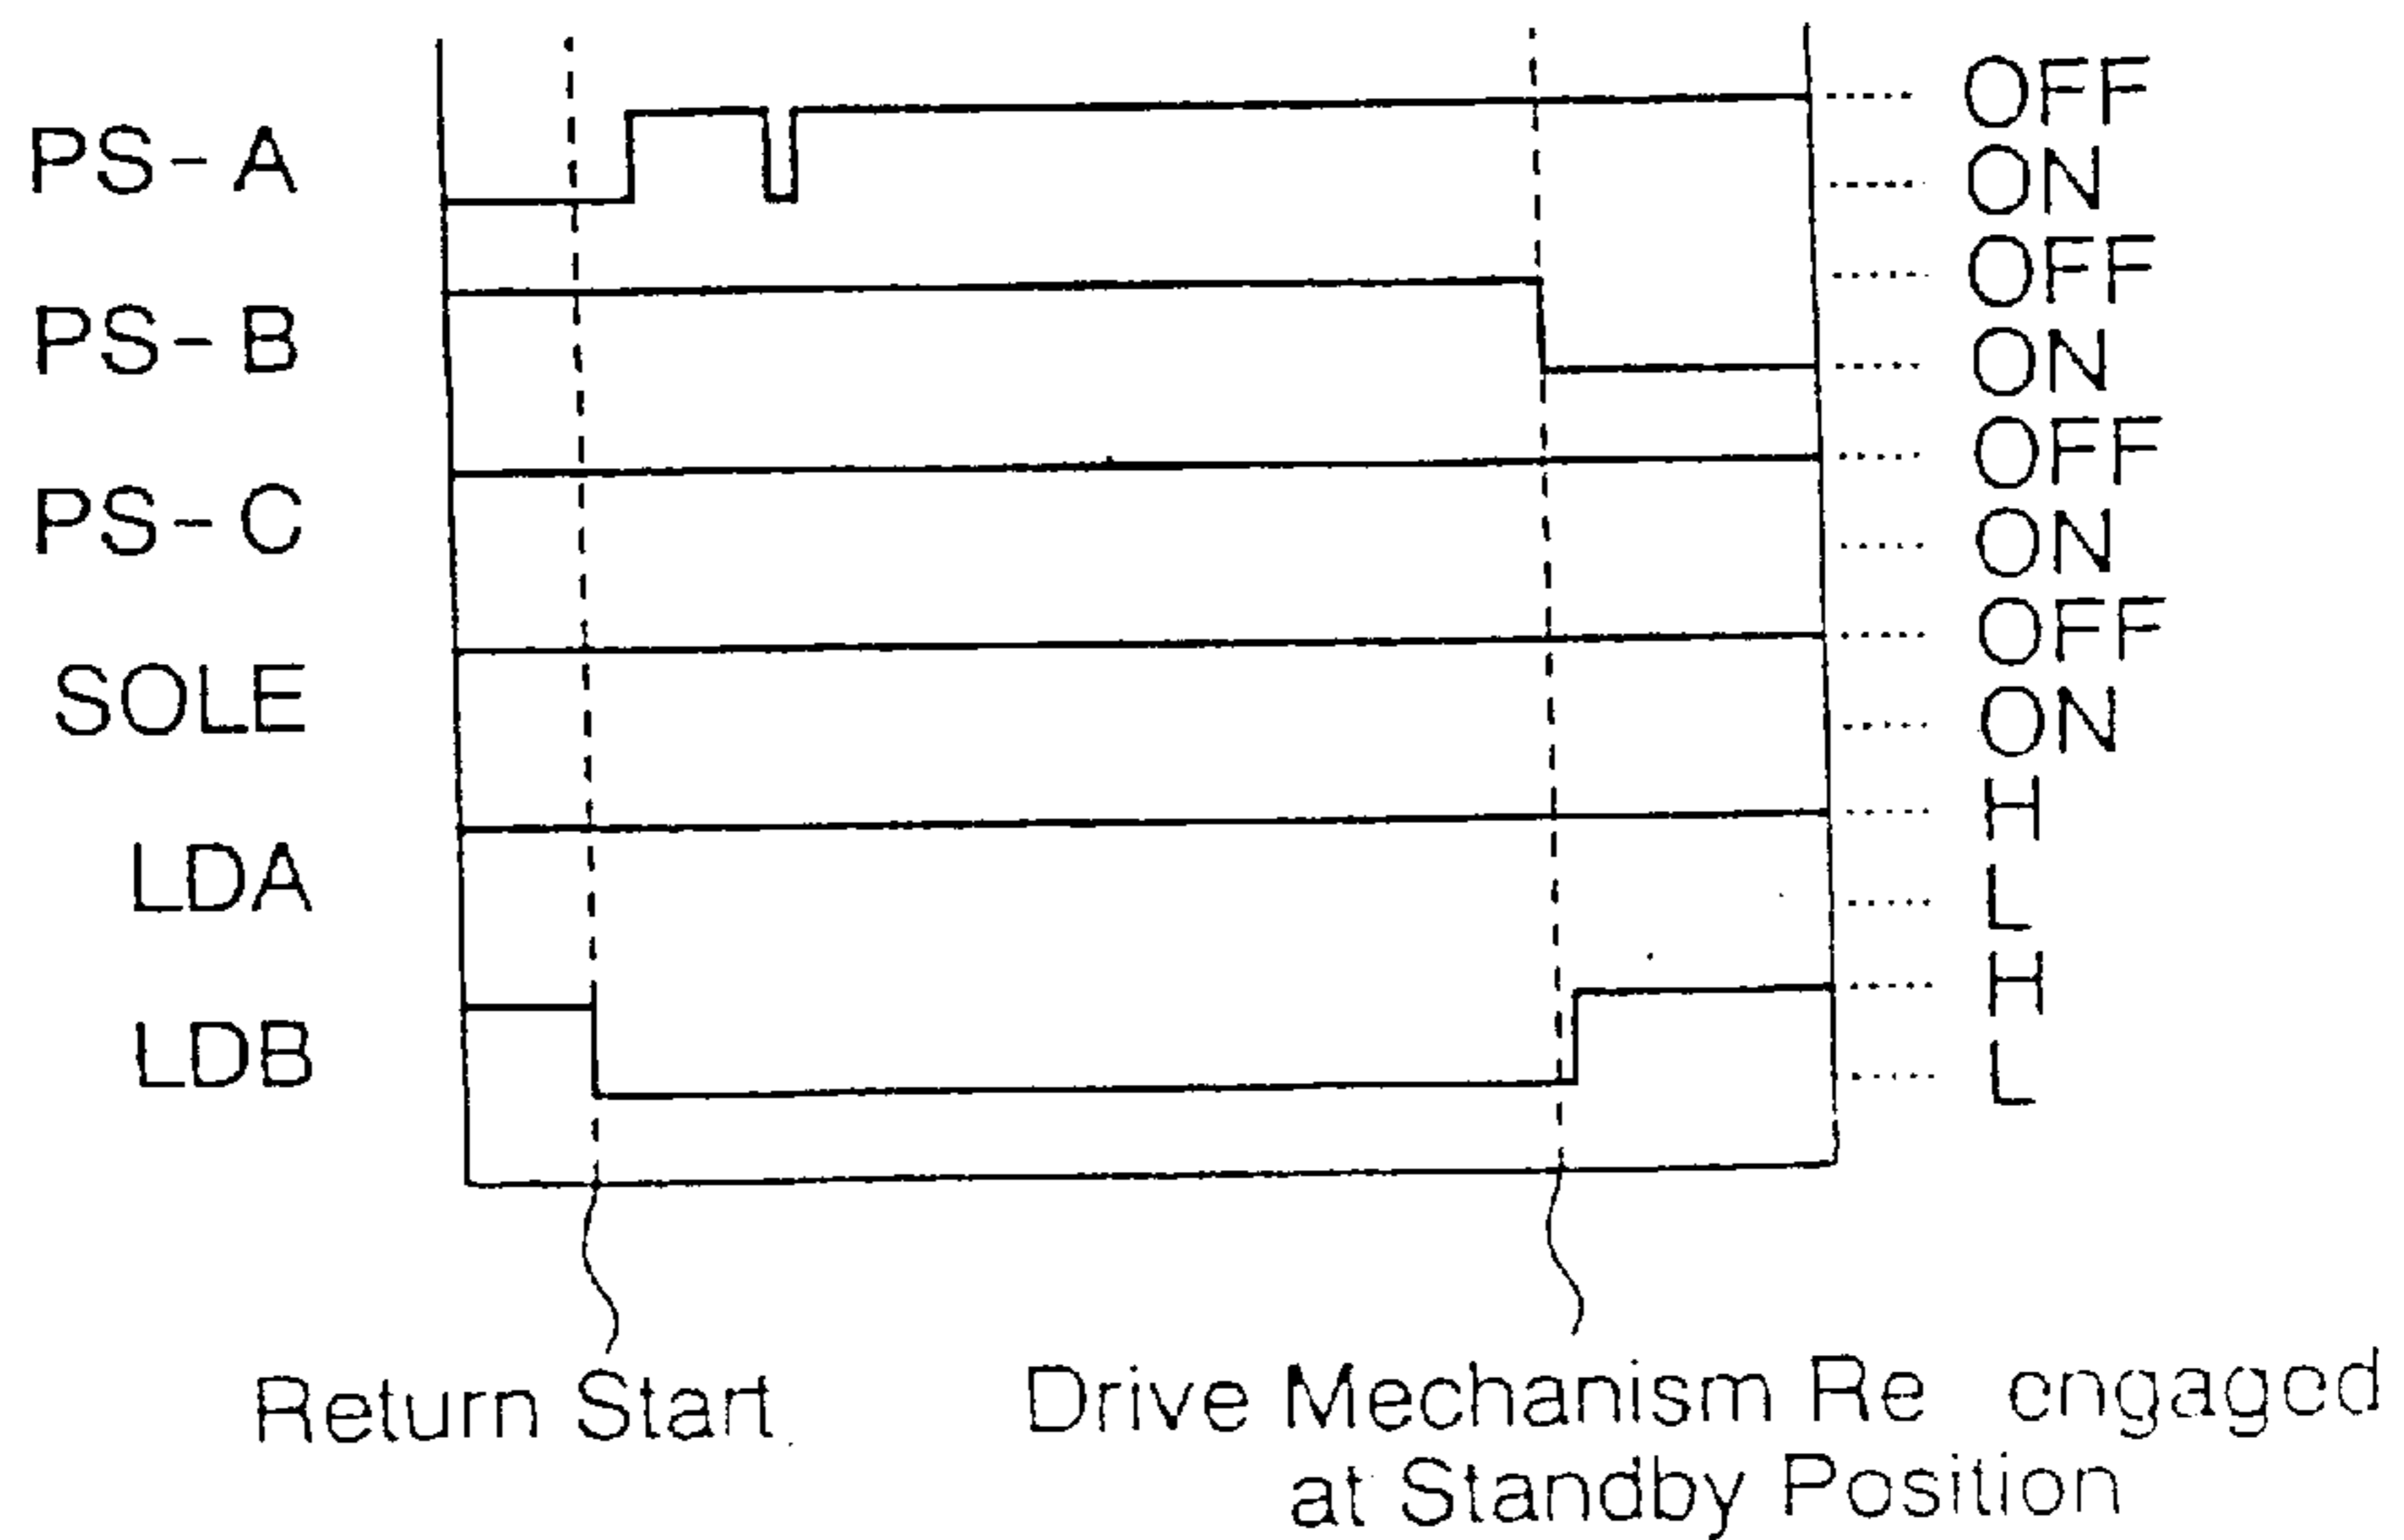 OFF
PS-A ON
OFF
PS-B ON
OFF
PS-C ON
OFF
SOLE ON
H
LDA L
H
LDB L
Return Start
Drive Mechanism Re engaged
at Standby Position